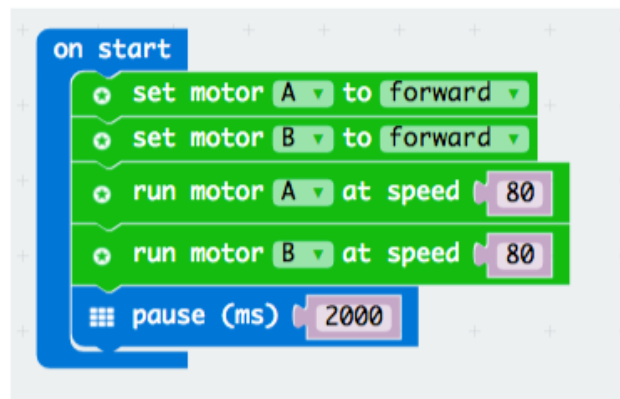 on start
set motor A to forward
set motor B to forward
run motor A at speed 80
run motor B at speed 80
pause (ms) 2000